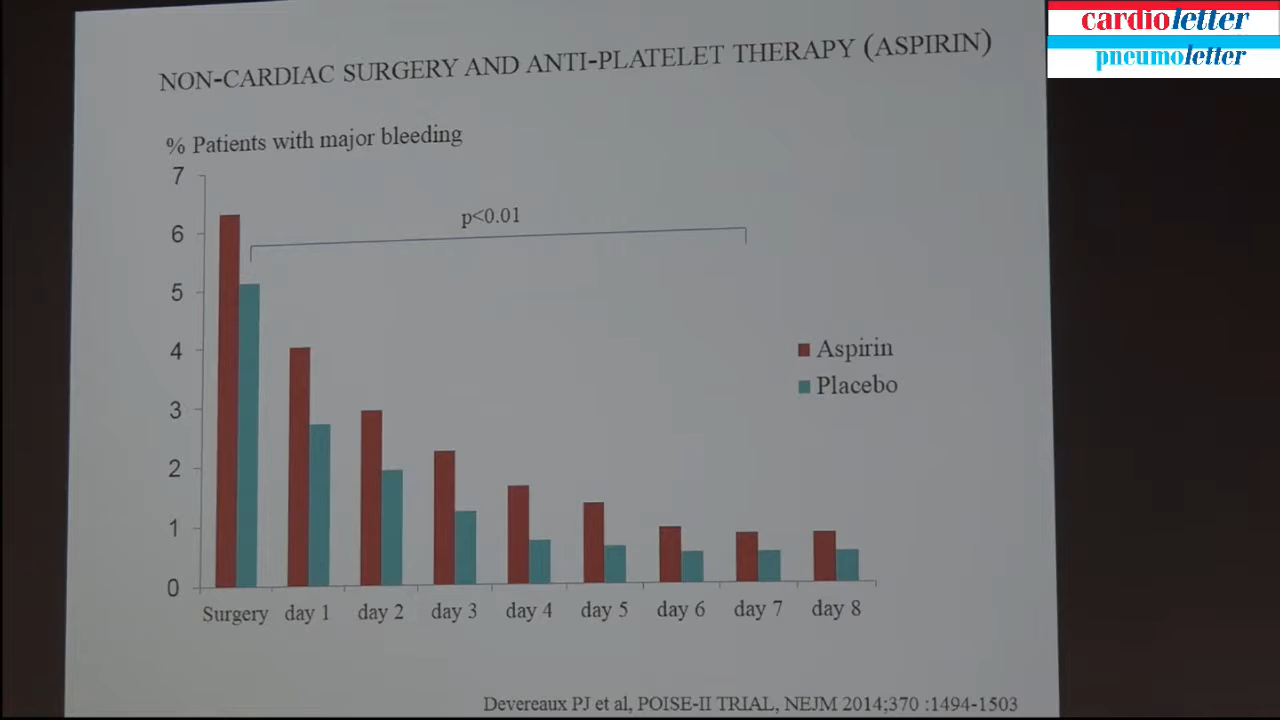 cardioletter
pneumoletter
NON-CARDIAC SURGERY AND ANTI-PLATELET THERAPY (ASPIRIN)
% Patients with major bleeding
7
6
5
4
3
2
1
0
p<0.01
Aspirin
Placebo
Surgery day 1 day 2 day 3 day 4 day 5 day 6 day 7 day 8
Devereaux PJ et al, POISE-II TRIAL, NEJM 2014;370 :1494-1503